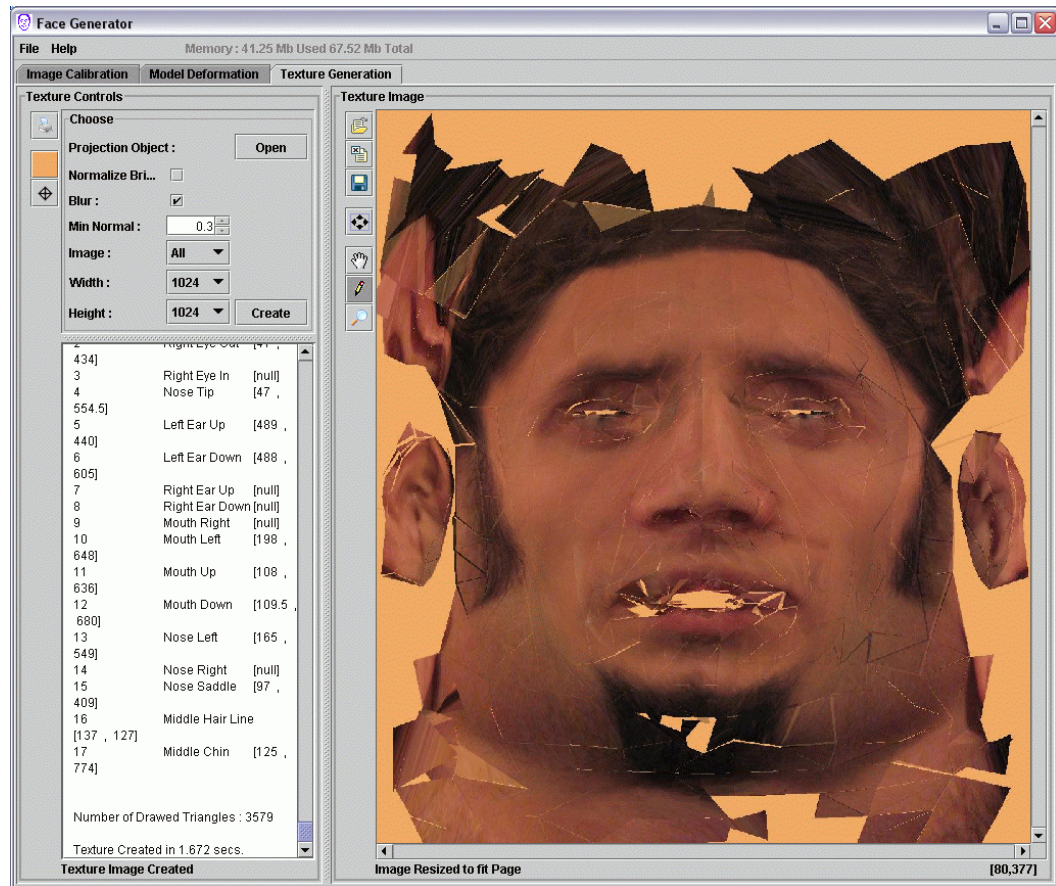 Face Generator
File Help Memory : 41.25 Mb Used 67.52 Mb Total
Image Calibration Model Deformation Texture Generation
Texture Controls
Choose
Projection Object : Open
Normalize Bri...
Blur :
Min Normal : 0.3
Image : All
Width : 1024
Height : 1024 Create
2 Right Eye Out [41 ,
434]
3 Right Eye In [null]
4 Nose Tip [47 ,
554.5]
5 Left Ear Up [489 ,
440]
6 Left Ear Down [488 ,
605]
7 Right Ear Up [null]
8 Right Ear Down [null]
9 Mouth Right [null]
10 Mouth Left [198 ,
648]
11 Mouth Up [108 ,
636]
12 Mouth Down [109.5 ,
680]
13 Nose Left [165 ,
549]
14 Nose Right [null]
15 Nose Saddle [97 ,
409]
16 Middle Hair Line
[137 , 127]
17 Middle Chin [125 ,
774]
Number of Drawed Triangles : 3579
Texture Created in 1.672 secs.
Texture Image Created
Texture Image
Image Resized to fit Page [80,377]